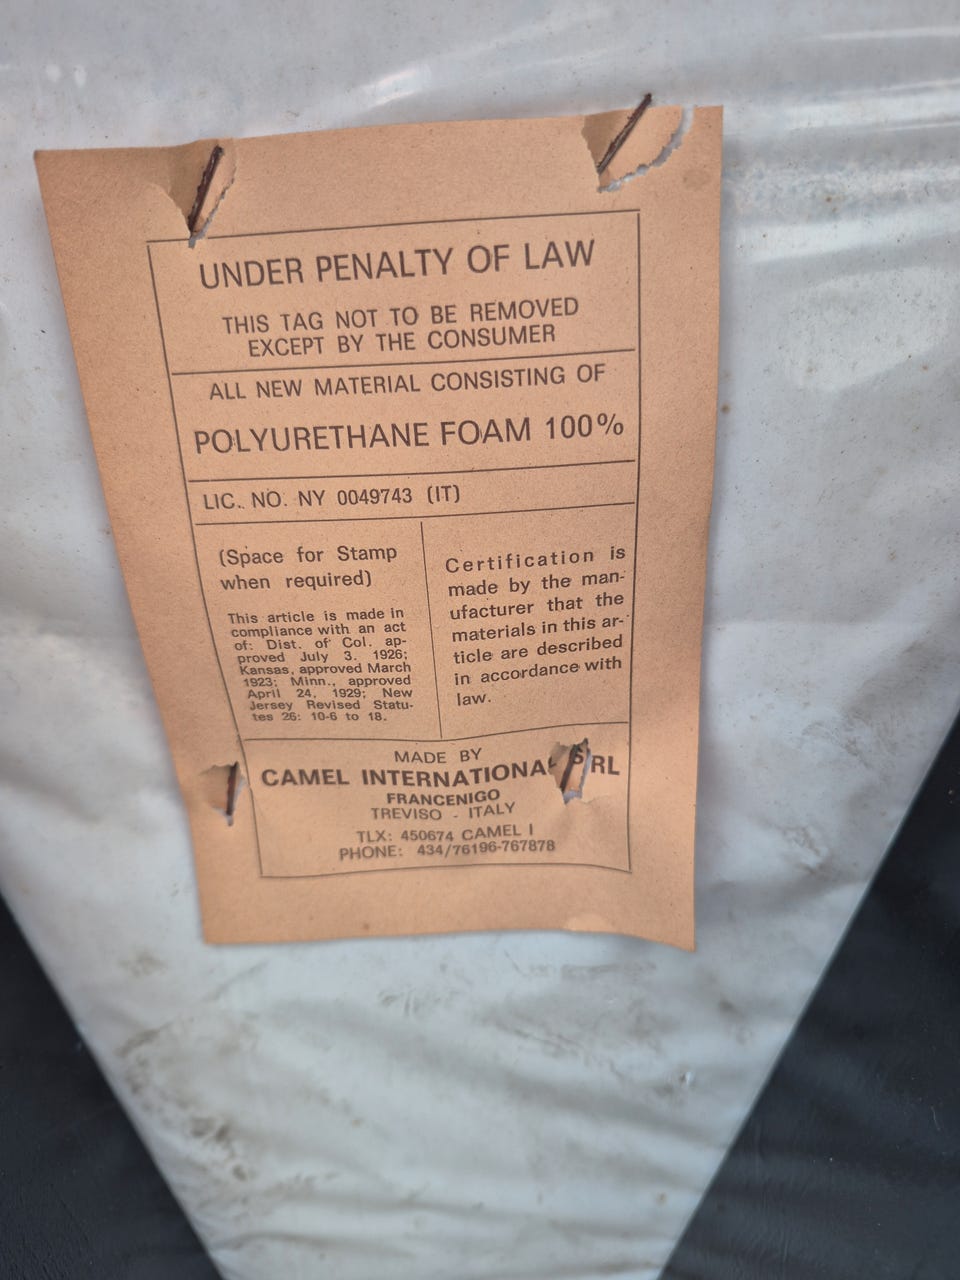 UNDER PENALTY OF LAW
THIS TAG NOT TO BE REMOVED
EXCEPT BY THE CONSUMER
ALL NEW MATERIAL CONSISTING OF
POLYURETHANE FOAM 100%
LIC. NO. NY 0049743 (IT)
(Space for Stamp
when required)
This article is made in
compliance with an act
of: Dist. of Col. ap-
proved July 3. 1926;
Kansas, approved March
1923; Minn., approved
April 24, 1929; New
Jersey Revised Statu-
tes 26: 10-6 to 18.
Certification is
made by the man-
ufacturer that the
materials in this ar-
ticle are described
in accordance with
law.
MADE BY
CAMEL INTERNATIONAL SRL
FRANCENIGO
TREVISO - ITALY
TLX: 450674 CAMEL I
PHONE: 434/76196-767878